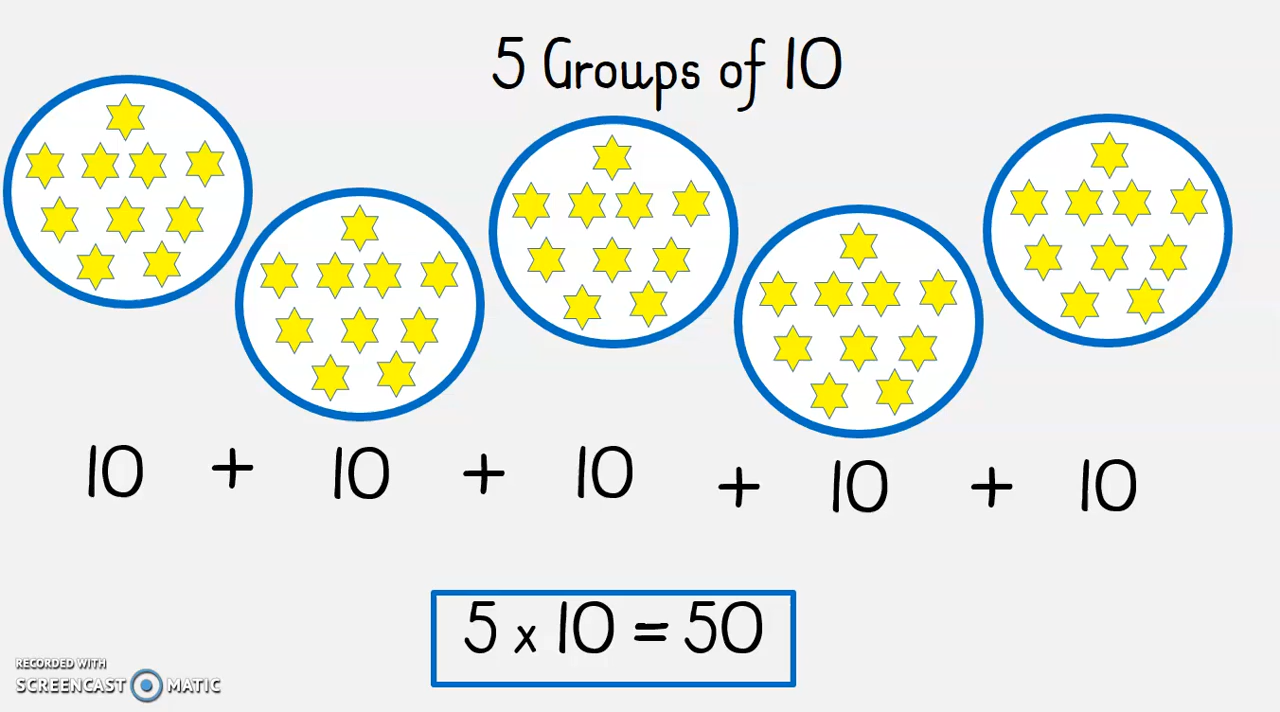 5 Groups of 10
10 + 10 + 10 + 10 + 10
5 x 10 = 50
RECORDED WITH
SCREENCAST MATIC